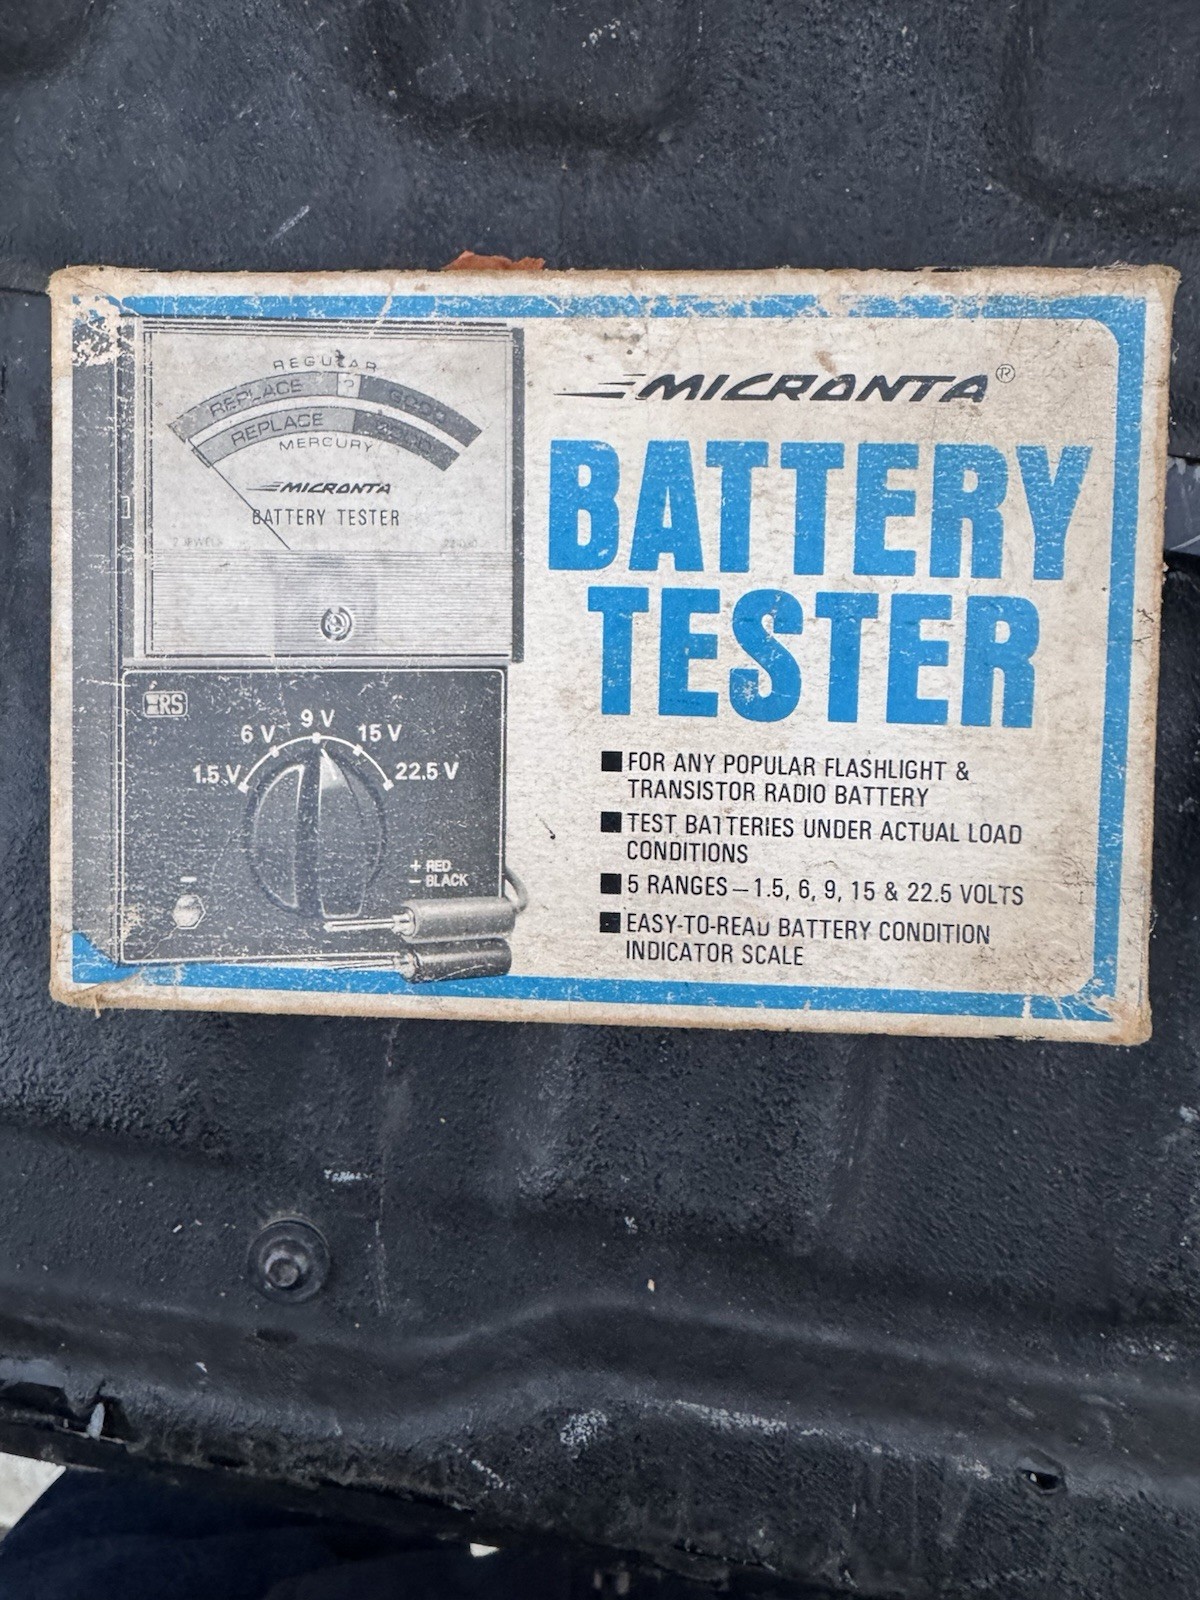 REGULAR
REPLACE ? GOOD
REPLACE GOOD
MERCURY
MICRONTA
BATTERY TESTER
2 JEWELS
RS
9 V
6 V 15 V
1.5 V 22.5 V
+ RED
− BLACK
MICRONTA®
BATTERY
TESTER
■ FOR ANY POPULAR FLASHLIGHT &
TRANSISTOR RADIO BATTERY
■ TEST BATTERIES UNDER ACTUAL LOAD
CONDITIONS
■ 5 RANGES – 1.5, 6, 9, 15 & 22.5 VOLTS
■ EASY-TO-READ BATTERY CONDITION
INDICATOR SCALE